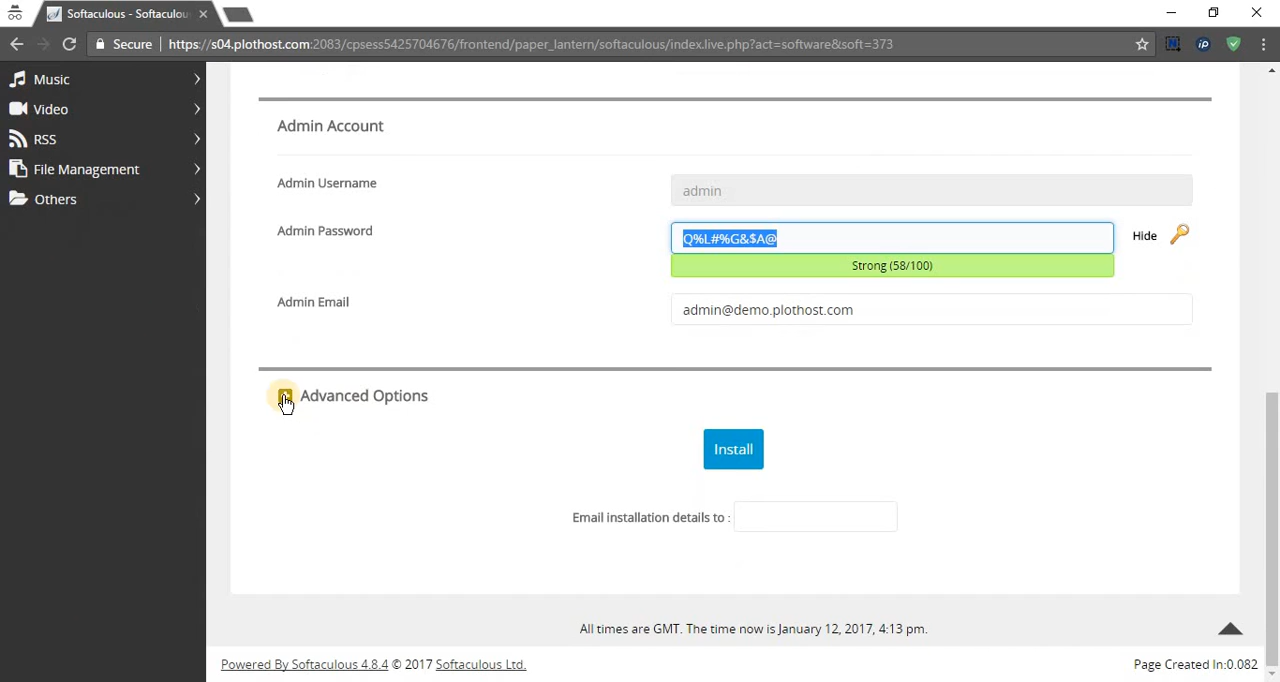 Softaculous - Softaculou
Secure
https://s04.plothost.com:2083/cpsess5425704676/frontend/paper_lantern/softaculous/index.live.php?act=software&soft=373
Music
Video
RSS
File Management
Others
Admin Account
Admin Username
admin
Admin Password
Q%L#%G&$A@
Hide
Strong (58/100)
Admin Email
admin@demo.plothost.com
Advanced Options
Install
Email installation details to :
All times are GMT. The time now is January 12, 2017, 4:13 pm.
Powered By Softaculous 4.8.4 © 2017 Softaculous Ltd.
Page Created In:0.082